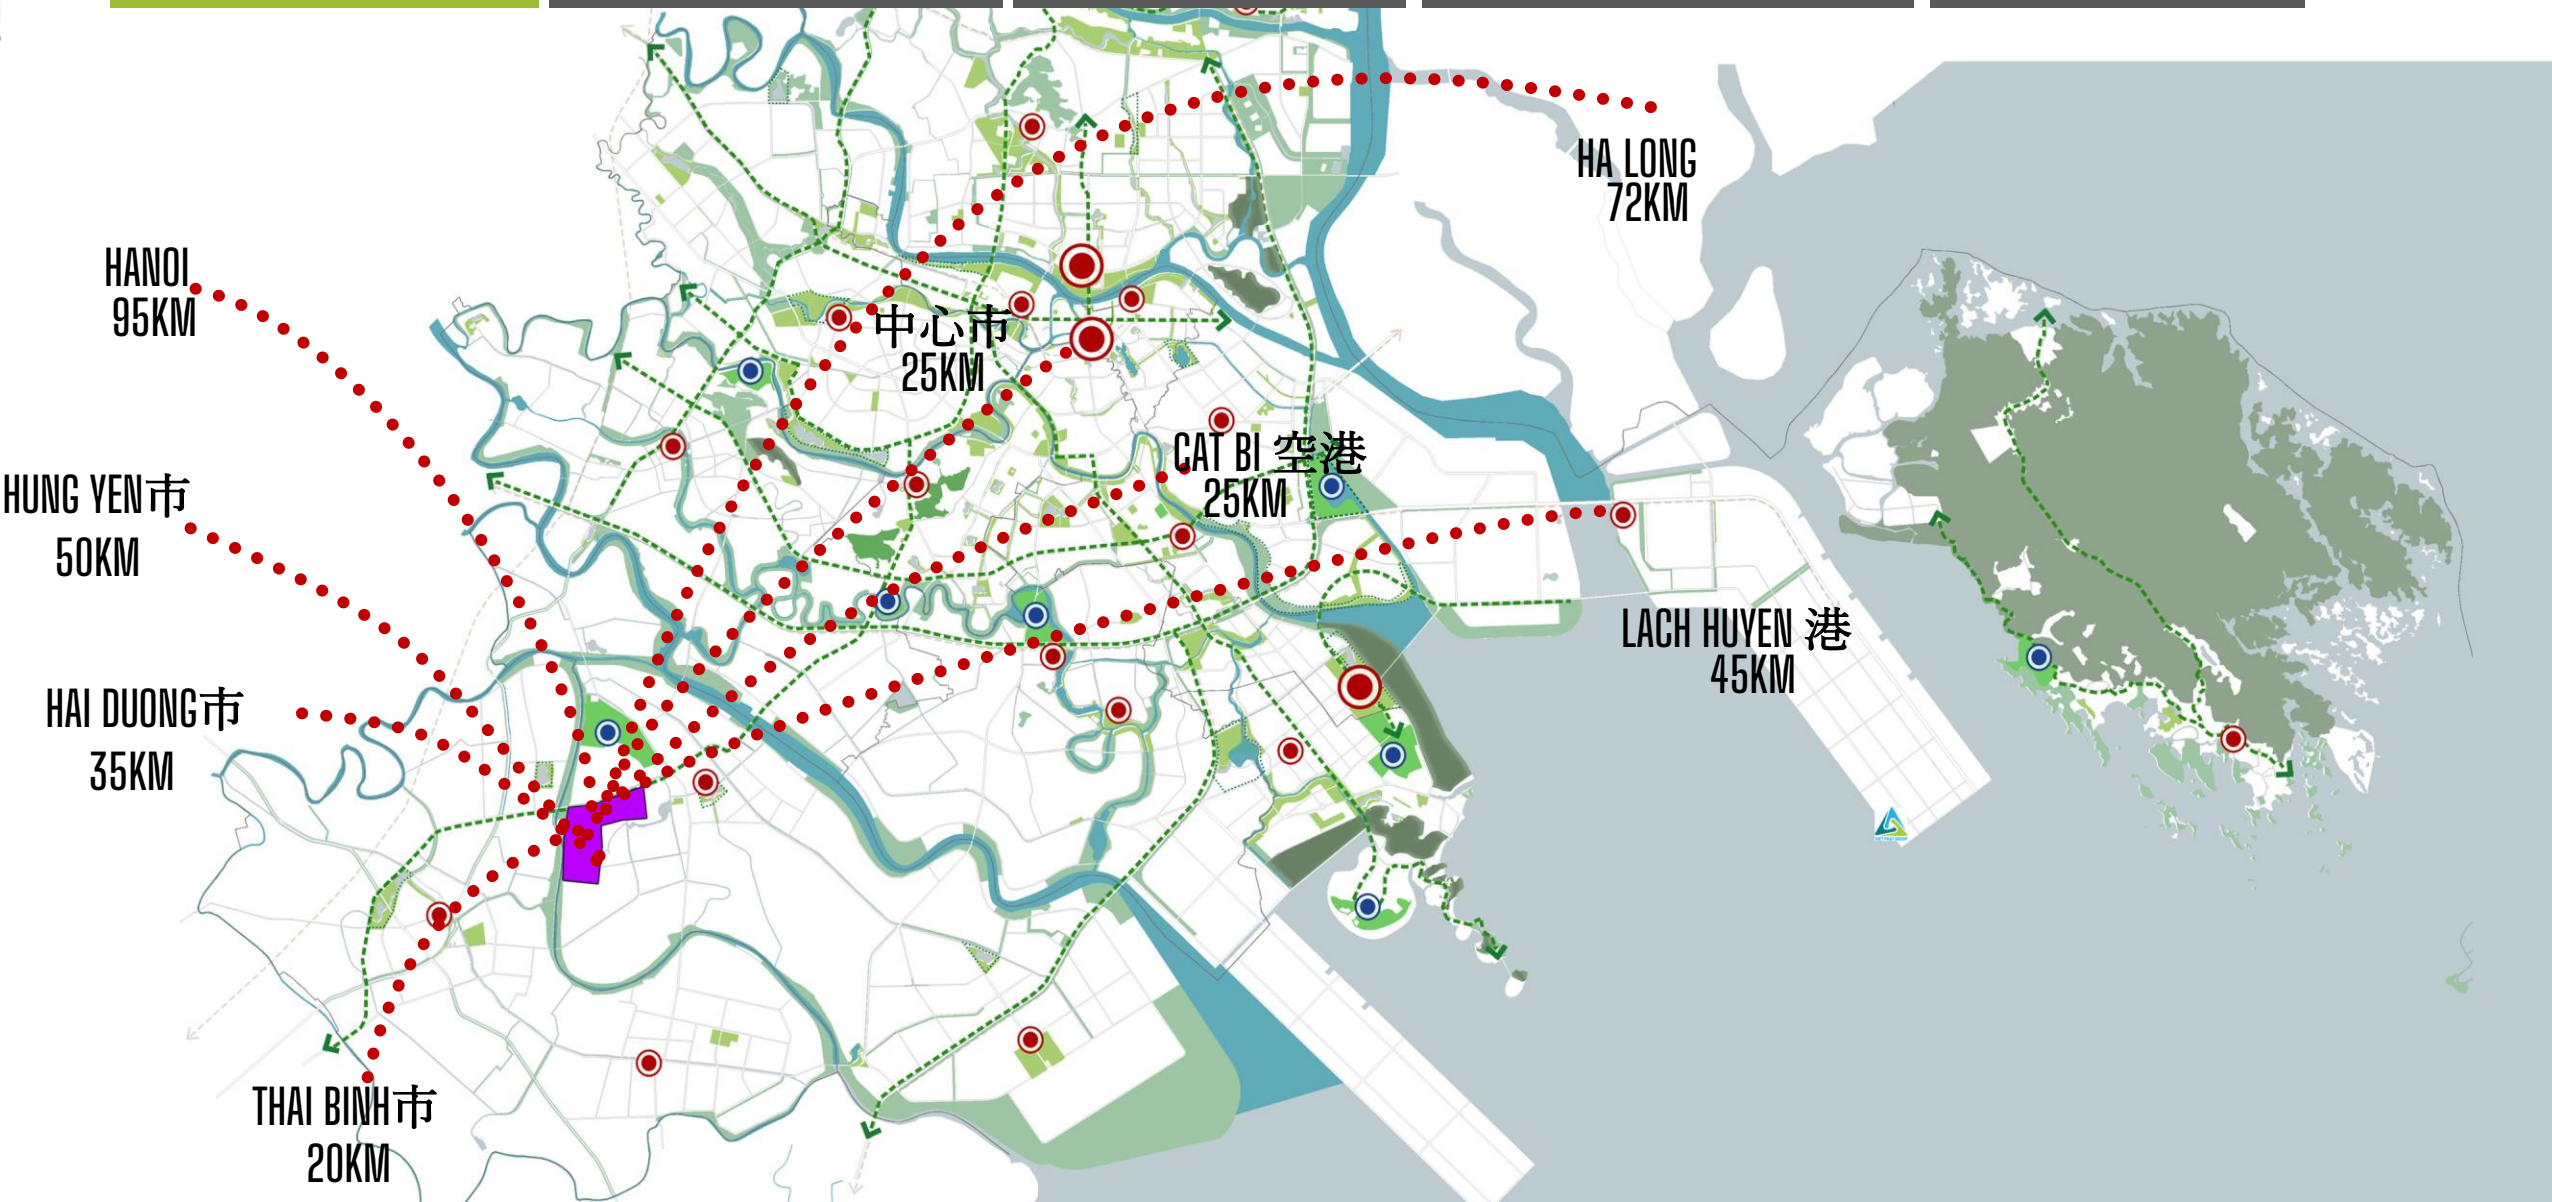 HA LONG
72KM
HANOI
95KM
中心市
25KM
CAT BI 空港
25KM
HUNG YEN市
50KM
LACH HUYEN 港
45KM
HAI DUONG市
35KM
THAI BINH市
20KM